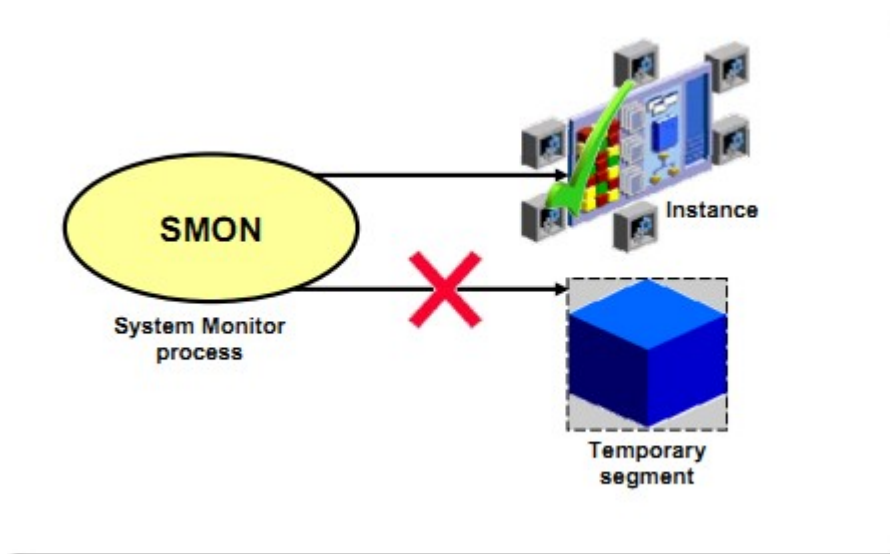 SMON
System Monitor
process
Instance
Temporary
segment